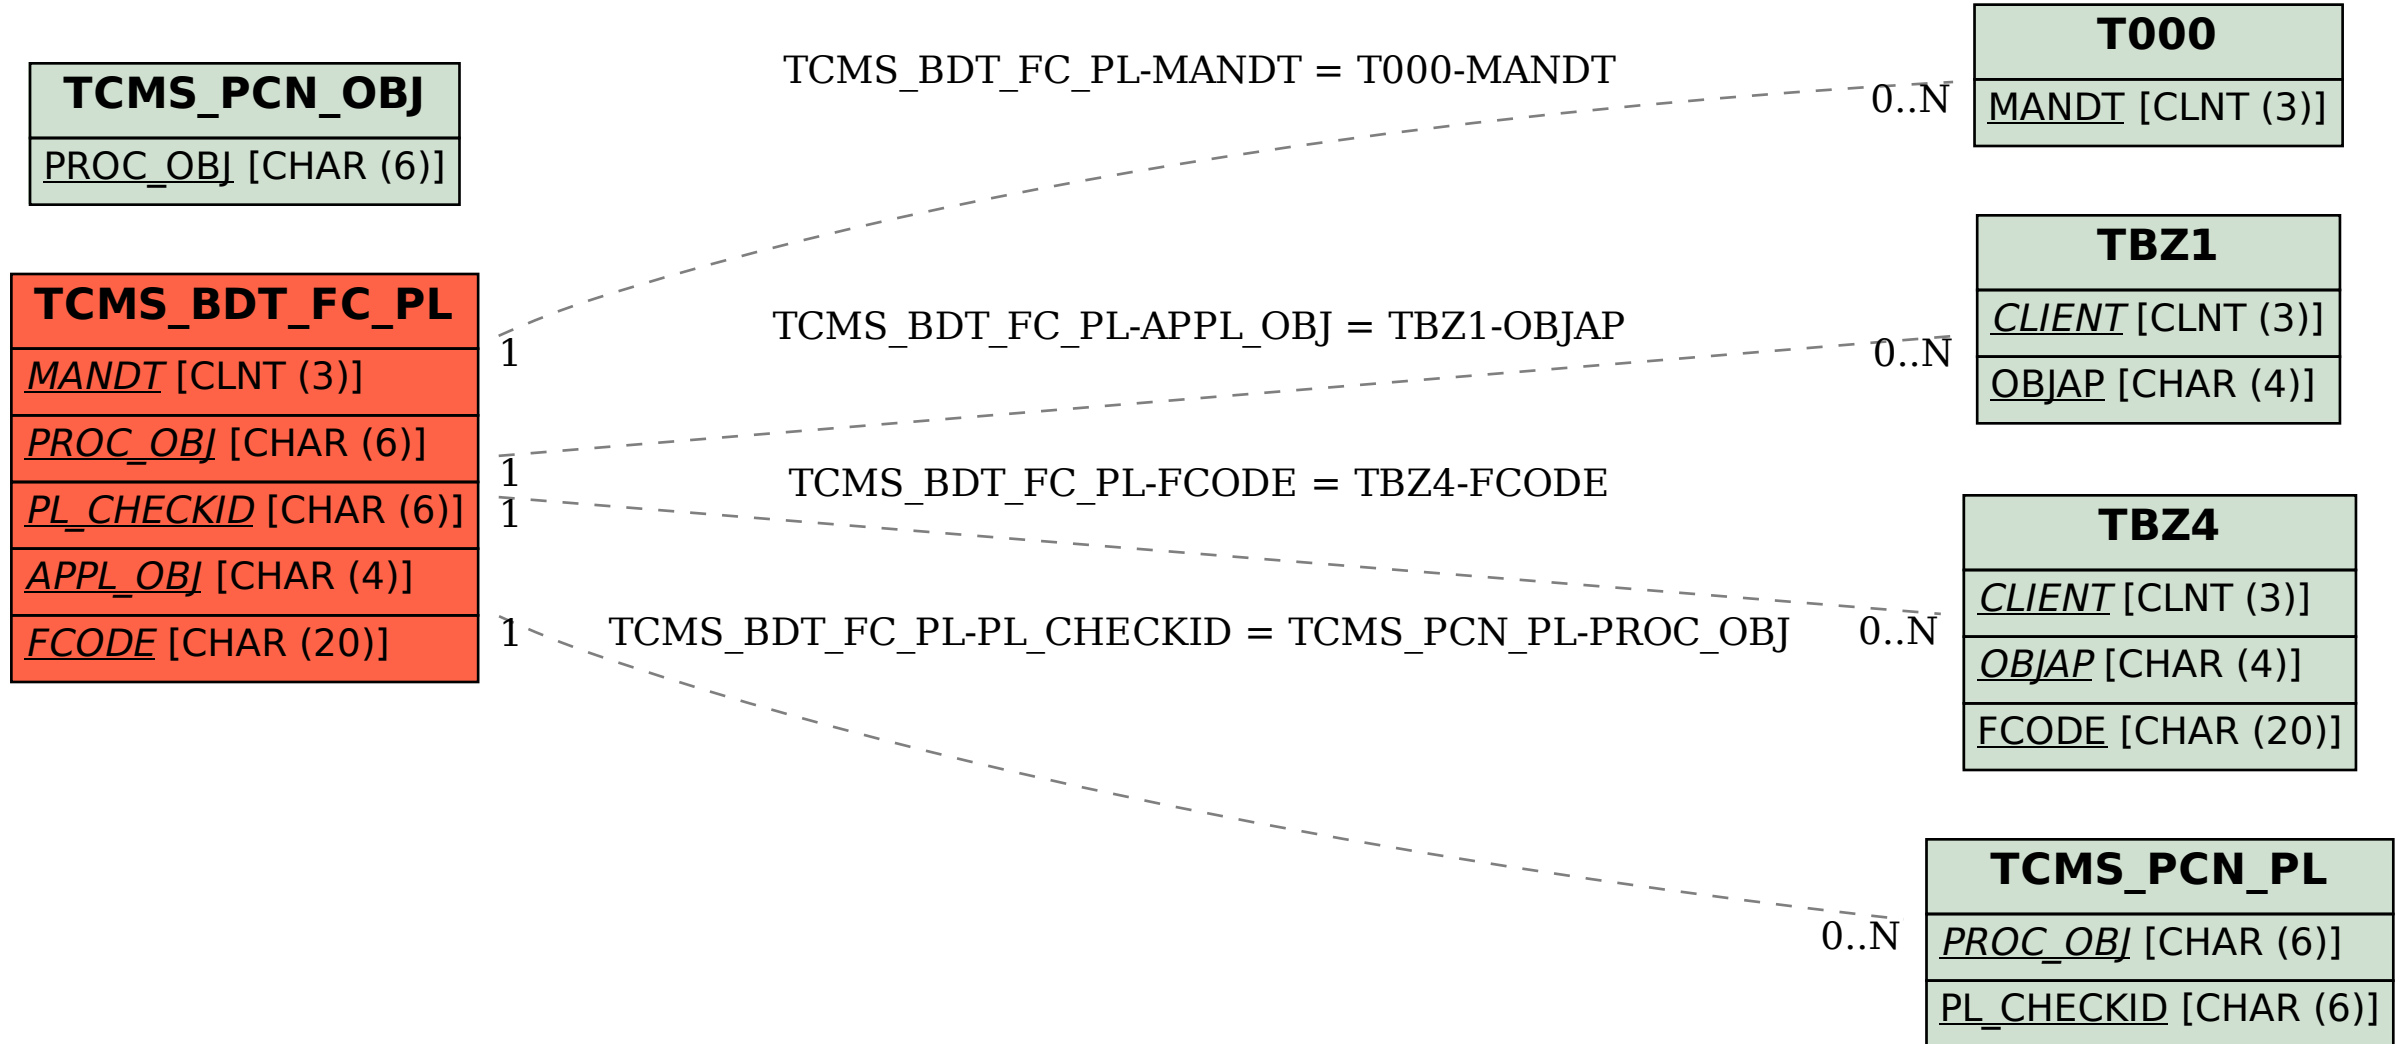 TCMS_PCN_OBJ
PROC_OBJ [CHAR (6)]
TCMS_BDT_FC_PL
MANDT [CLNT (3)]
PROC_OBJ [CHAR (6)]
PL_CHECKID [CHAR (6)]
APPL_OBJ [CHAR (4)]
FCODE [CHAR (20)]
TCMS_BDT_FC_PL-MANDT = T000-MANDT
0..N
1
TCMS_BDT_FC_PL-APPL_OBJ = TBZ1-OBJAP
0..N
1
TCMS_BDT_FC_PL-FCODE = TBZ4-FCODE
1
0..N
TCMS_BDT_FC_PL-PL_CHECKID = TCMS_PCN_PL-PROC_OBJ
1
0..N
T000
MANDT [CLNT (3)]
TBZ1
CLIENT [CLNT (3)]
OBJAP [CHAR (4)]
TBZ4
CLIENT [CLNT (3)]
OBJAP [CHAR (4)]
FCODE [CHAR (20)]
TCMS_PCN_PL
PROC_OBJ [CHAR (6)]
PL_CHECKID [CHAR (6)]